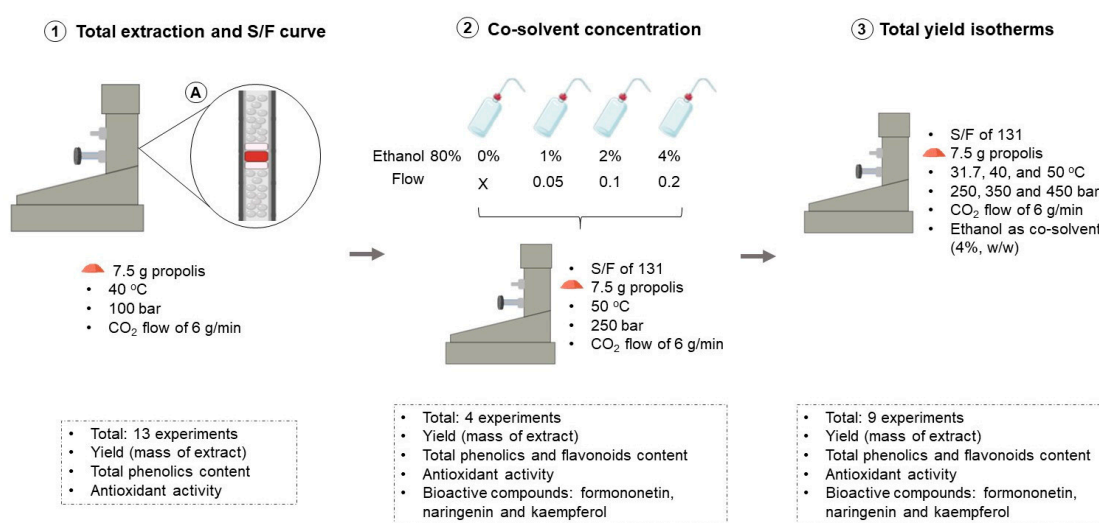 1 Total extraction and S/F curve
A
7.5 g propolis
• 40 ºC
• 100 bar
• CO₂ flow of 6 g/min
• Total: 13 experiments
• Yield (mass of extract)
• Total phenolics content
• Antioxidant activity
2 Co-solvent concentration
Ethanol 80% 0% 1% 2% 4%
Flow X 0.05 0.1 0.2
• S/F of 131
7.5 g propolis
• 50 ºC
• 250 bar
• CO₂ flow of 6 g/min
• Total: 4 experiments
• Yield (mass of extract)
• Total phenolics and flavonoids content
• Antioxidant activity
• Bioactive compounds: formononetin,
naringenin and kaempferol
3 Total yield isotherms
• S/F of 131
7.5 g propolis
• 31.7, 40, and 50 ºC
• 250, 350 and 450 bar
• CO₂ flow of 6 g/min
• Ethanol as co-solvent
(4%, w/w)
• Total: 9 experiments
• Yield (mass of extract)
• Total phenolics and flavonoids content
• Antioxidant activity
• Bioactive compounds: formononetin,
naringenin and kaempferol